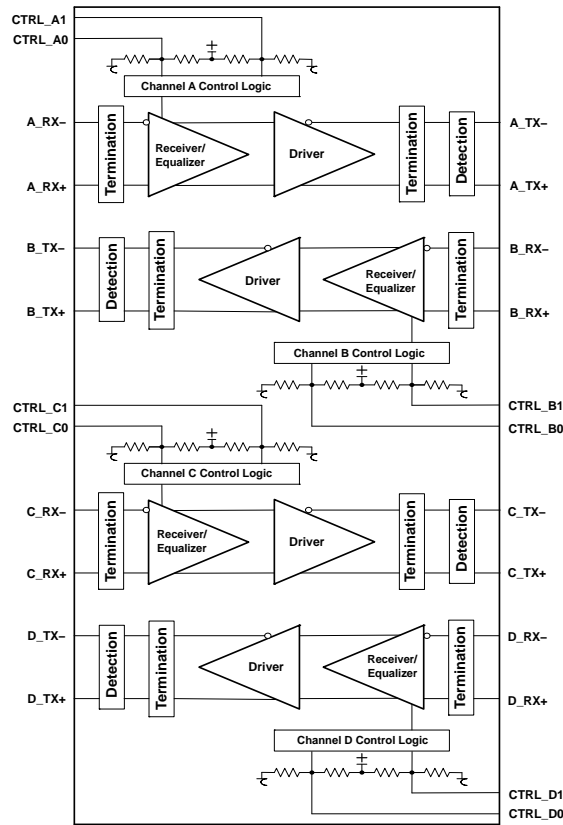 CTRL_A1
CTRL_A0
Channel A Control Logic
A_RX−
A_RX+
Termination
Receiver/
Equalizer
Driver
Termination
Detection
A_TX−
A_TX+
B_TX−
B_TX+
Detection
Termination
Driver
Receiver/
Equalizer
Termination
B_RX−
B_RX+
Channel B Control Logic
CTRL_B1
CTRL_B0
CTRL_C1
CTRL_C0
Channel C Control Logic
C_RX−
C_RX+
Termination
Receiver/
Equalizer
Driver
Termination
Detection
C_TX−
C_TX+
D_TX−
D_TX+
Detection
Termination
Driver
Receiver/
Equalizer
Termination
D_RX−
D_RX+
Channel D Control Logic
CTRL_D1
CTRL_D0